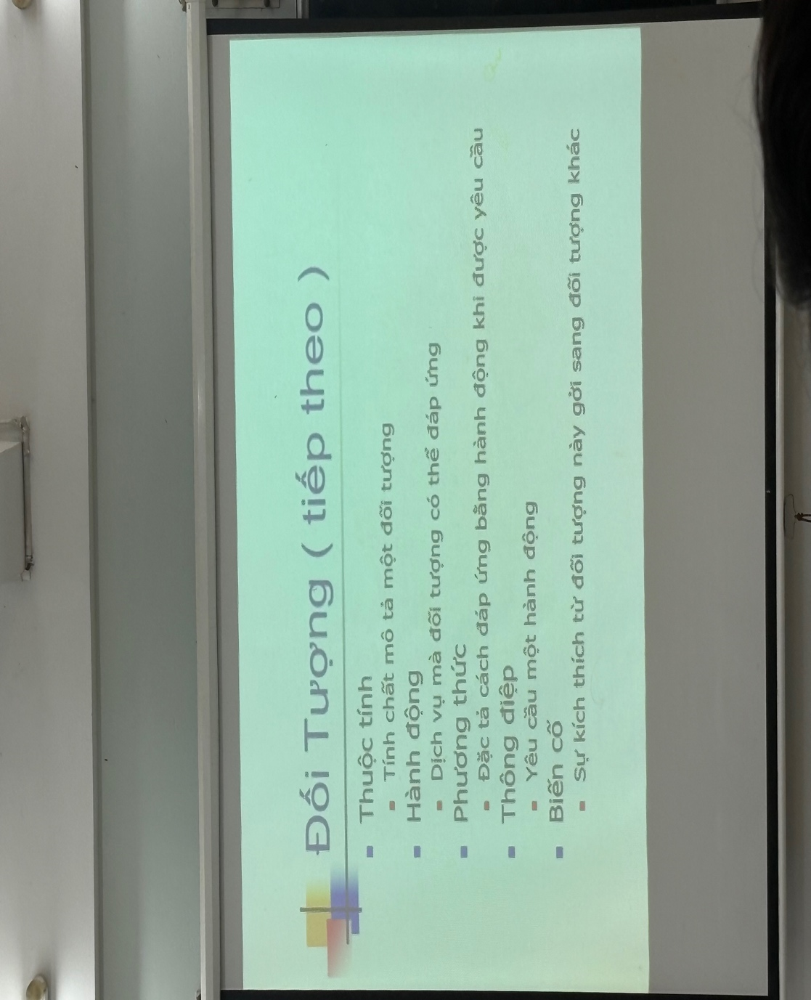 Đối Tượng ( tiếp theo )
Thuộc tính
Tính chất mô tả một đối tượng
Hành động
Dịch vụ mà đối tượng có thể đáp ứng
Phương thức
Đặc tả cách đáp ứng bằng hành động khi được yêu cầu
Thông điệp
Yêu cầu một hành động
Biến cố
Sự kích thích từ đối tượng này gởi sang đối tượng khác